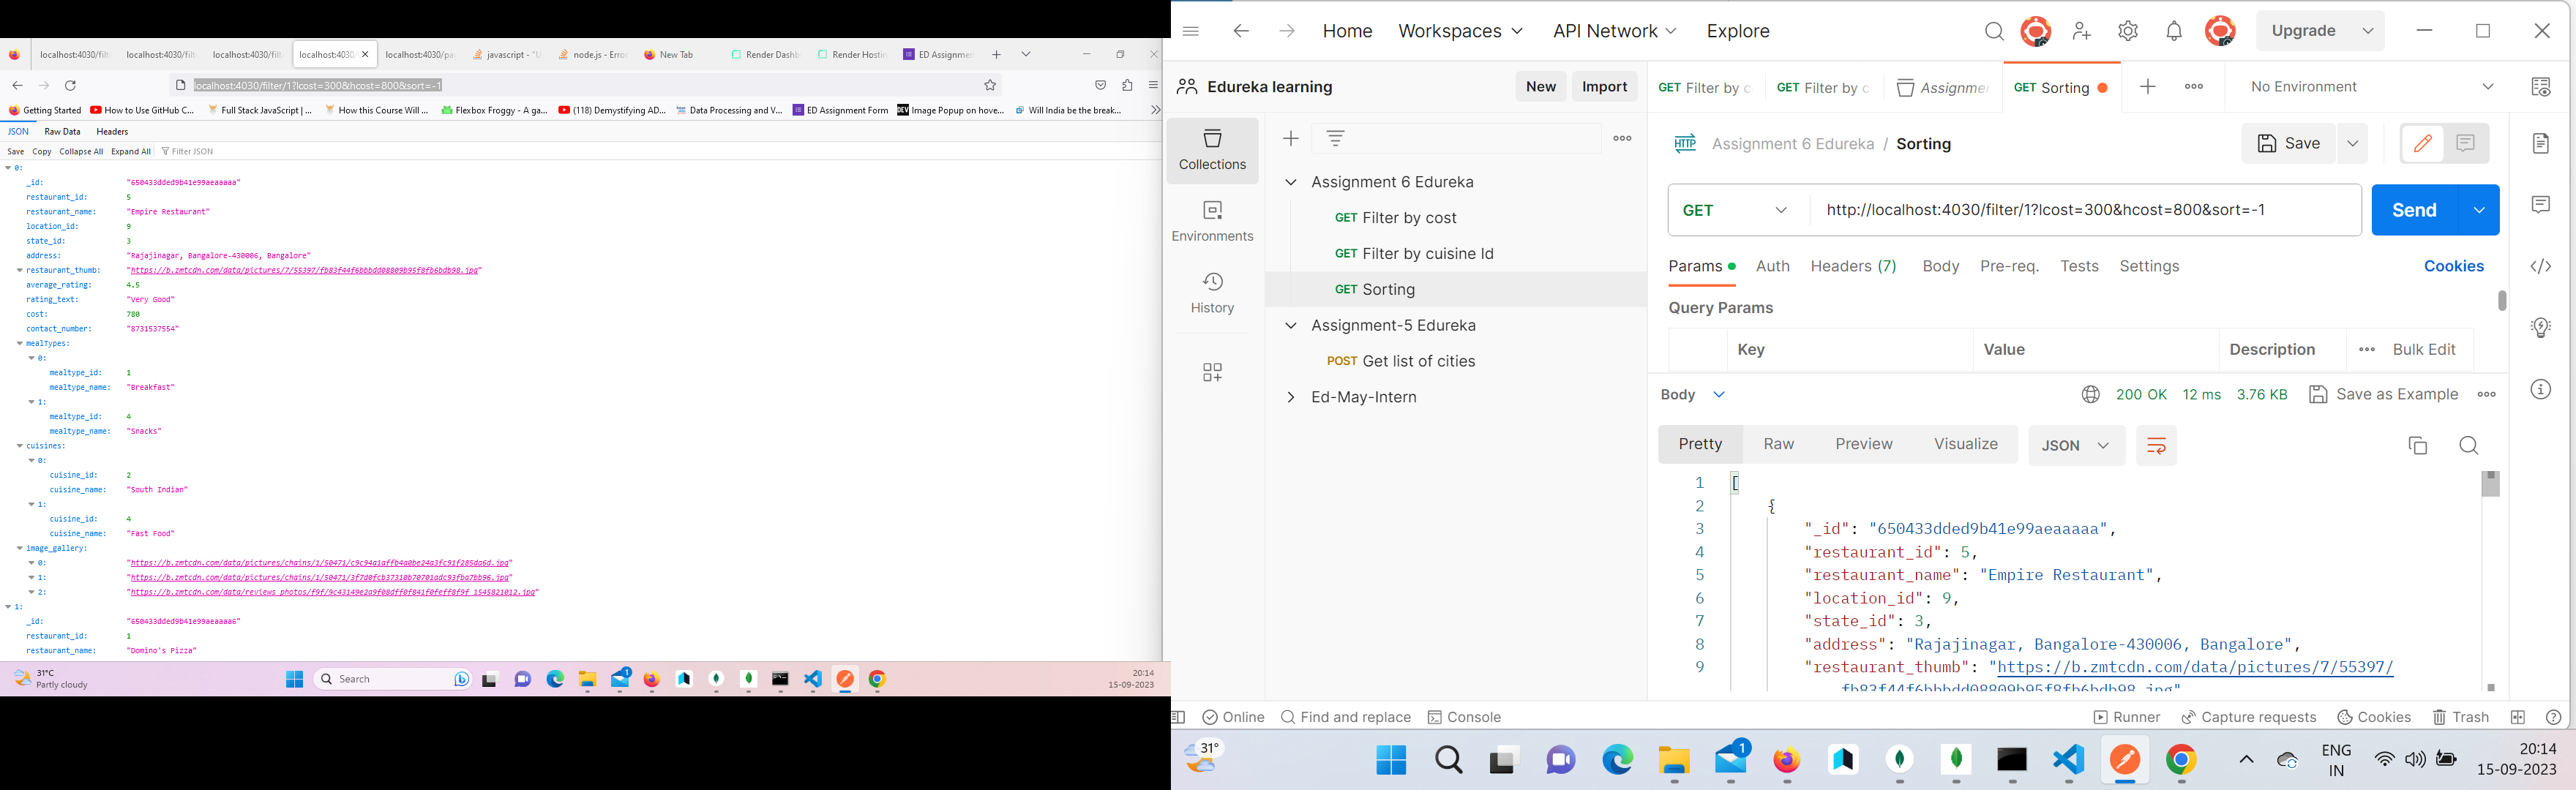 localhost:4030/filt
localhost:4030/filt
localhost:4030/filt
localhost:4030/
localhost:4030/pa
javascript - "U
node.js - Erro
New Tab
Render Dashb
Render Hostin
ED Assignmen
localhost:4030/filter/1?lcost=300&hcost=800&sort=-1
Getting Started
How to Use GitHub C...
Full Stack JavaScript | ...
How this Course Will ...
Flexbox Froggy - A ga...
(118) Demystifying AD...
Data Processing and V...
ED Assignment Form
Image Popup on hove...
Will India be the break...
JSON Raw Data Headers
Save Copy Collapse All Expand All Filter JSON
0:
_id: "650433dded9b41e99aeaaaaa"
restaurant_id: 5
restaurant_name: "Empire Restaurant"
location_id: 9
state_id: 3
address: "Rajajinagar, Bangalore-430006, Bangalore"
restaurant_thumb: "https://b.zmtcdn.com/data/pictures/7/55397/fb83f44f6bbbdd08809b95f8fb6bdb98.jpg"
average_rating: 4.5
rating_text: "Very Good"
cost: 780
contact_number: "8731537554"
mealTypes:
0:
mealtype_id: 1
mealtype_name: "Breakfast"
1:
mealtype_id: 4
mealtype_name: "Snacks"
cuisines:
0:
cuisine_id: 2
cuisine_name: "South Indian"
1:
cuisine_id: 4
cuisine_name: "Fast Food"
image_gallery:
0: "https://b.zmtcdn.com/data/pictures/chains/1/50471/c9c94a1affb4a0be24a3fc91f285da6d.jpg"
1: "https://b.zmtcdn.com/data/pictures/chains/1/50471/3f7d0fcb37310b70701adc93fba7bb96.jpg"
2: "https://b.zmtcdn.com/data/reviews_photos/f9f/9c43149e2a9f08dff0f841f0feff8f9f_1545821012.jpg"
1:
_id: "650433dded9b41e99aeaaaa6"
restaurant_id: 1
restaurant_name: "Domino's Pizza"
31°C
Partly cloudy
Search
1
20:14
15-09-2023
Home Workspaces API Network Explore Upgrade
Edureka learning New Import
GET Filter by c GET Filter by c Assignme GET Sorting No Environment
Collections
Environments
History
Assignment 6 Edureka
GET Filter by cost
GET Filter by cuisine Id
GET Sorting
Assignment-5 Edureka
POST Get list of cities
Ed-May-Intern
HTTP Assignment 6 Edureka / Sorting Save
GET http://localhost:4030/filter/1?lcost=300&hcost=800&sort=-1 Send
Params Auth Headers (7) Body Pre-req. Tests Settings Cookies
Query Params
Key Value Description Bulk Edit
Body 200 OK 12 ms 3.76 KB Save as Example
Pretty Raw Preview Visualize JSON
1 [
2 {
3 "_id": "650433dded9b41e99aeaaaaa",
4 "restaurant_id": 5,
5 "restaurant_name": "Empire Restaurant",
6 "location_id": 9,
7 "state_id": 3,
8 "address": "Rajajinagar, Bangalore-430006, Bangalore",
9 "restaurant_thumb": "https://b.zmtcdn.com/data/pictures/7/55397/
fb83f44f6bbbdd08809b95f8fb6bdb98.jpg",
Online Find and replace Console Runner Capture requests Cookies Trash
31°
1
ENG
IN
20:14
15-09-2023